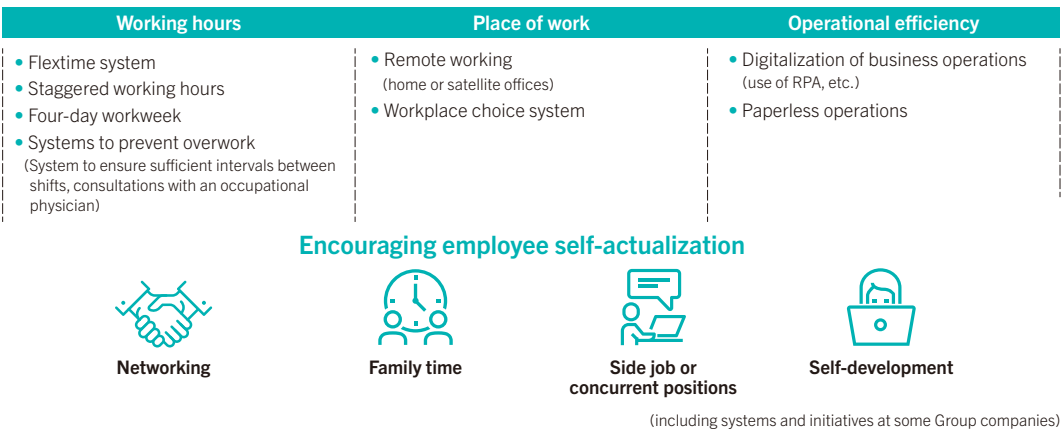 Working hours
• Flextime system
• Staggered working hours
• Four-day workweek
• Systems to prevent overwork
(System to ensure sufficient intervals between
shifts, consultations with an occupational
physician)
Place of work
• Remote working
(home or satellite offices)
• Workplace choice system
Operational efficiency
• Digitalization of business operations
(use of RPA, etc.)
• Paperless operations
Encouraging employee self-actualization
Networking
Family time
Side job or
concurrent positions
Self-development
(including systems and initiatives at some Group companies)